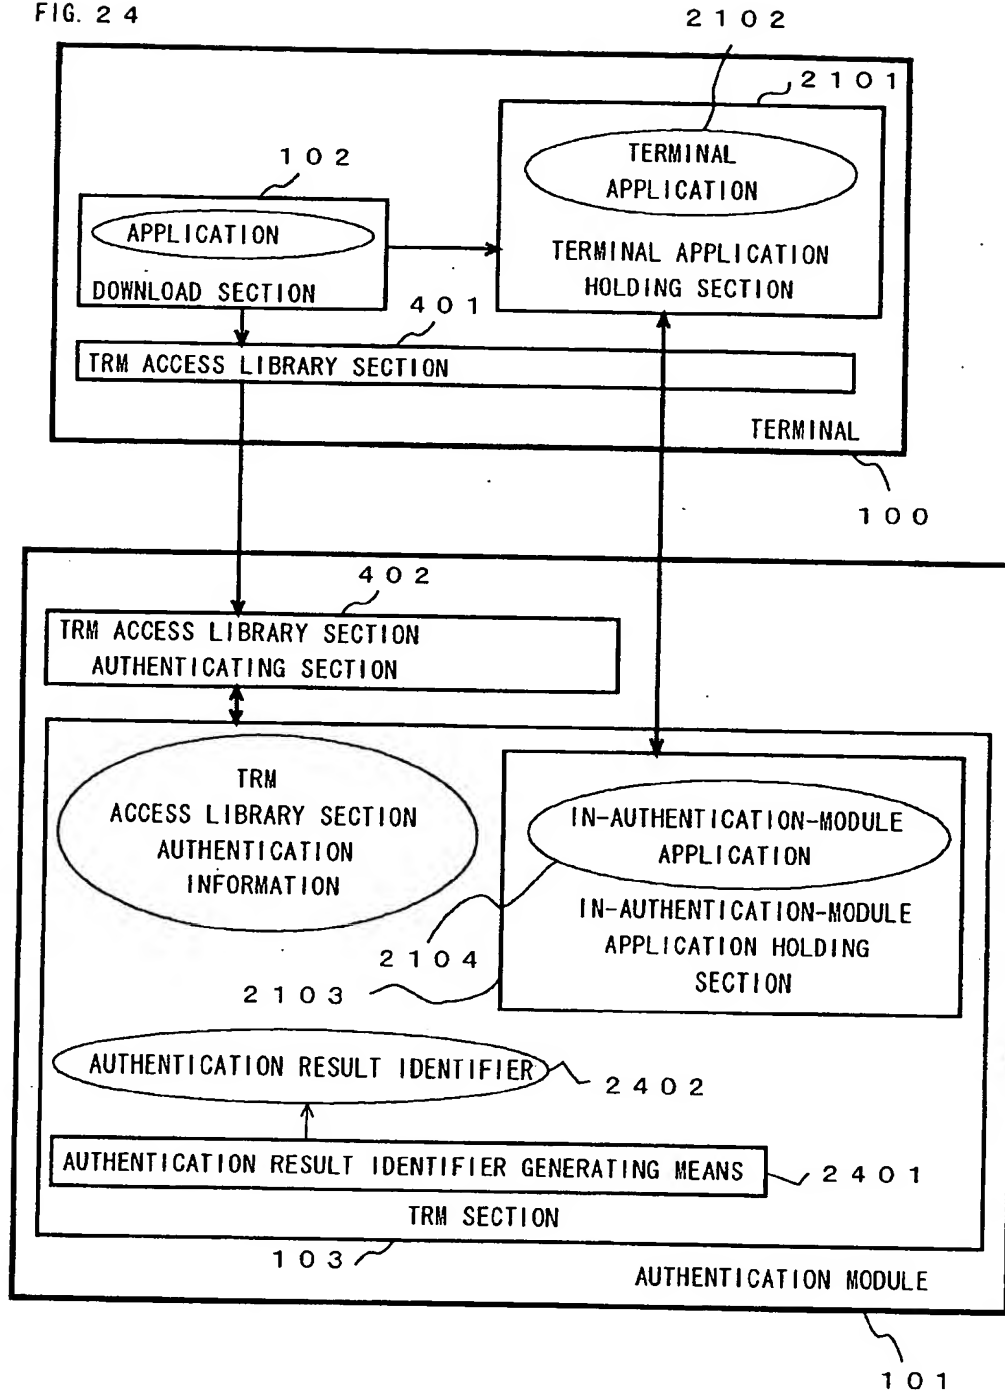 FIG. 24
2102
2101
TERMINAL
APPLICATION
TERMINAL APPLICATION
HOLDING SECTION
102
APPLICATION
DOWNLOAD SECTION
401
TRM ACCESS LIBRARY SECTION
TERMINAL
100
402
TRM ACCESS LIBRARY SECTION
AUTHENTICATING SECTION
TRM
ACCESS LIBRARY SECTION
AUTHENTICATION
INFORMATION
IN-AUTHENTICATION-MODULE
APPLICATION
IN-AUTHENTICATION-MODULE
APPLICATION HOLDING
SECTION
2104
2103
AUTHENTICATION RESULT IDENTIFIER
2402
AUTHENTICATION RESULT IDENTIFIER GENERATING MEANS
2401
TRM SECTION
103
AUTHENTICATION MODULE
101